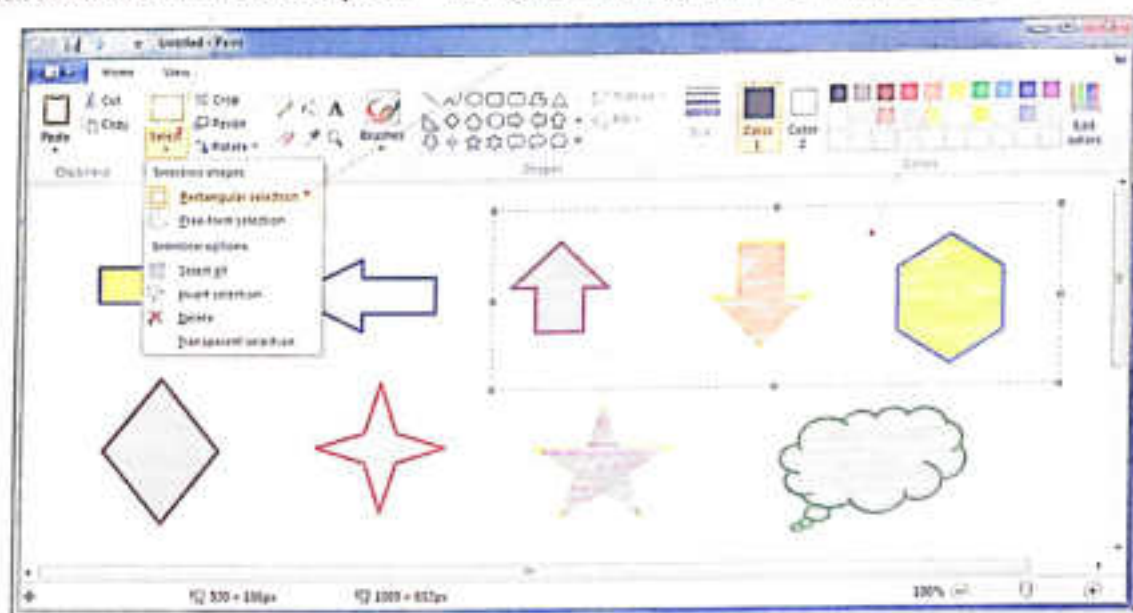 Untitled - Paint
Home View
Paste
Cut
Copy
Select
Crop
Resize
Rotate
A
Brushes
Color 1
Color 2
Edit colors
Clipboard
Shapes
Colors
Selection shapes
Rectangular selection
Free-form selection
Selection options
Select all
Invert selection
Delete
Transparent selection
100%